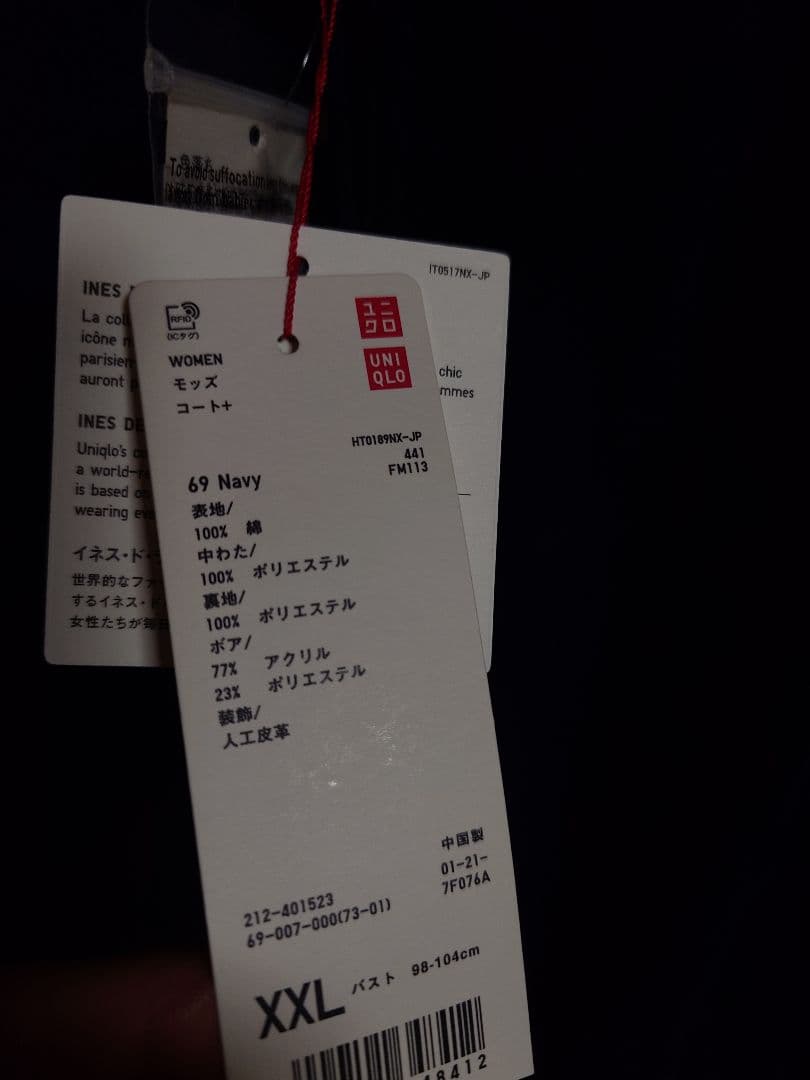 To avoid suffocation
IT0517NX-JP
INES
La
icône
parisien
auront
chic
INES DE
Uniqlo's
a
is based
wearing
イネス・ド・
世界的な
するイネス・ド
女性たちが毎日
RFID
(ICタグ)
ユニ
クロ
UNI
QLO
WOMEN
モッズ
コート+
HT0189NX-JP
441
FM113
69 Navy
表地/
100% 綿
中わた/
100% ポリエステル
裏地/
100% ポリエステル
ボア/
77% アクリル
23% ポリエステル
装飾/
人工皮革
中国製
01-21-
7F076A
212-401523
69-007-000(73-01)
XXL バスト 98-104cm
8412